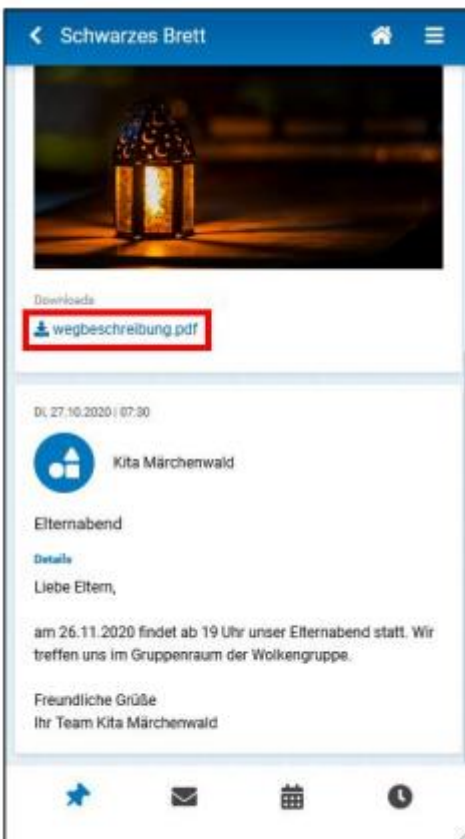 Schwarzes Brett
Downloads
wegbeschreibung.pdf
Di, 27.10.2020 | 07:30
Kita Märchenwald
Elternabend
Details
Liebe Eltern,
am 26.11.2020 findet ab 19 Uhr unser Elternabend statt. Wir
treffen uns im Gruppenraum der Wolkengruppe.
Freundliche Grüße
Ihr Team Kita Märchenwald